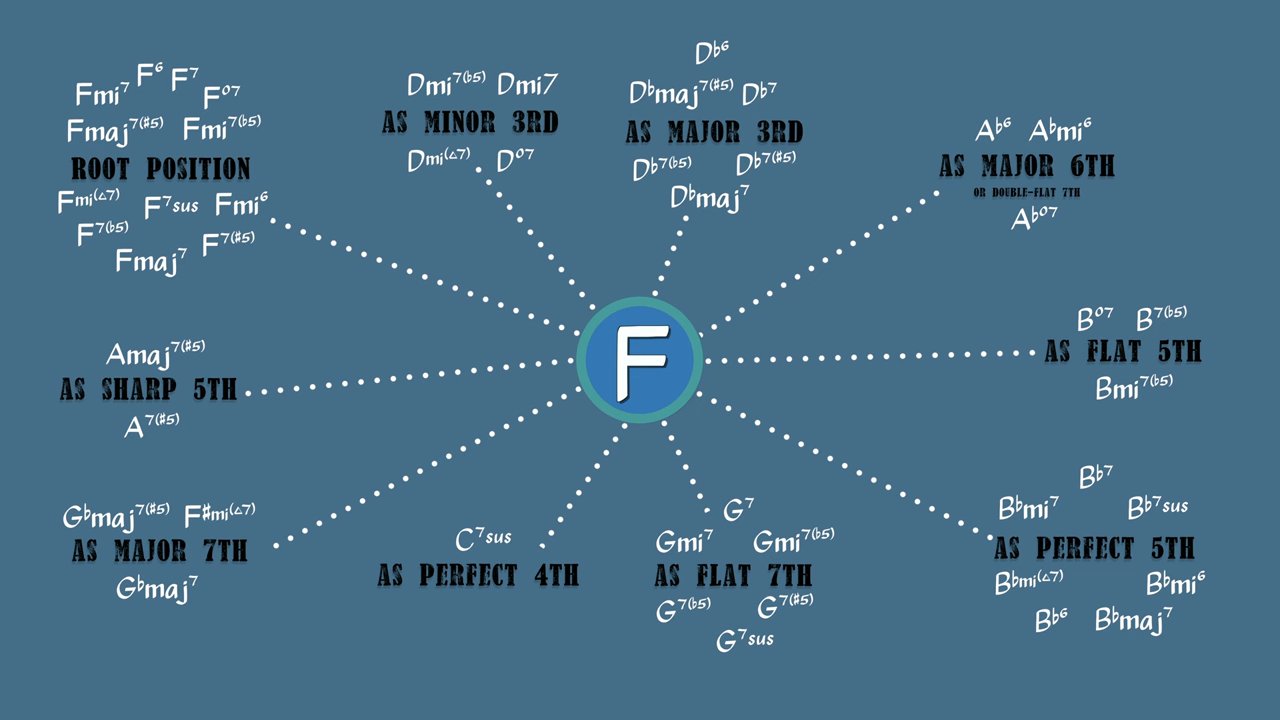 Fmi7 F6 F7 Fo7
Fmaj7(#5) Fmi7(b5)
ROOT POSITION
Fmi(△7) F7sus Fmi6
F7(b5) F7(#5)
Fmaj7
Dmi7(b5) Dmi7
AS MINOR 3RD
Dmi(△7) Do7
Db6
Dbmaj7(#5) Db7
AS MAJOR 3RD
Db7(b5) Db7(#5)
Dbmaj7
Ab6 Abmi6
AS MAJOR 6TH
OR DOUBLE-FLAT 7TH
Abo7
Amaj7(#5)
AS SHARP 5TH
A7(#5)
F
Bo7 B7(b5)
AS FLAT 5TH
Bmi7(b5)
Gbmaj7(#5) F#mi(△7)
AS MAJOR 7TH
Gbmaj7
C7sus
AS PERFECT 4TH
G7
Gmi7 Gmi7(b5)
AS FLAT 7TH
G7(b5) G7(#5)
G7sus
Bb7
Bbmi7 Bb7sus
AS PERFECT 5TH
Bbmi(△7) Bbmi6
Bb6 Bbmaj7